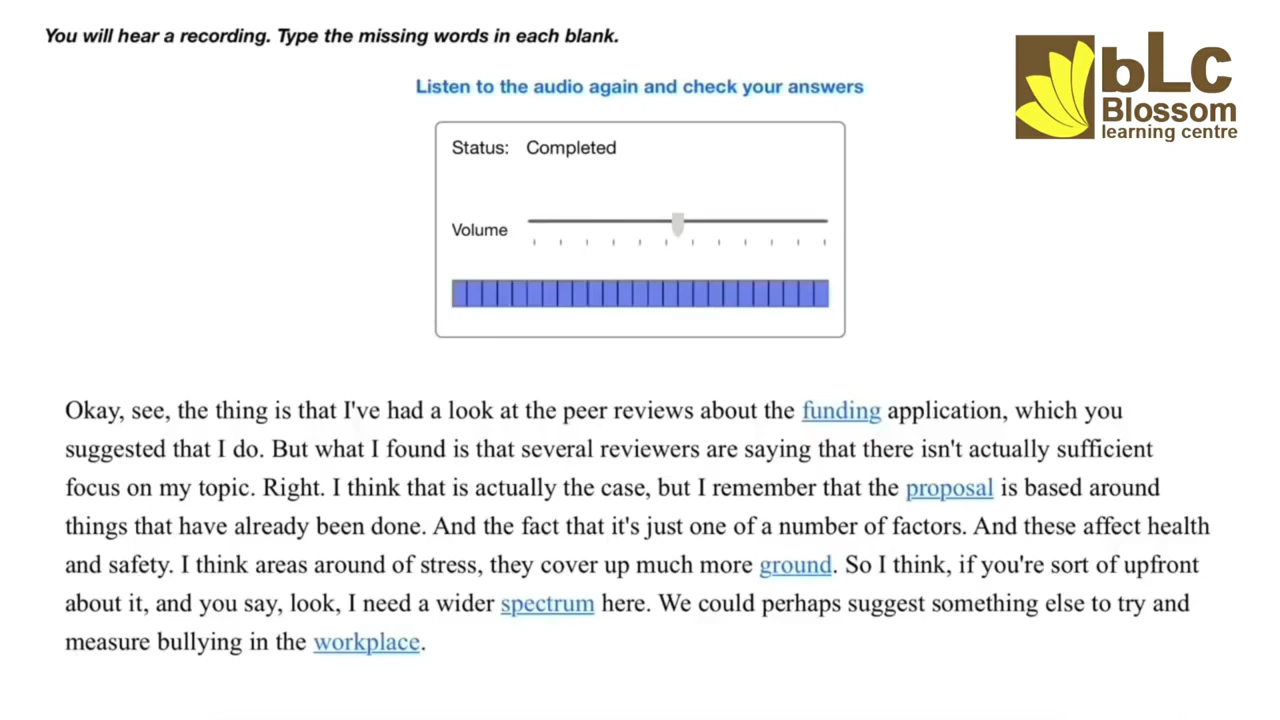 You will hear a recording. Type the missing words in each blank.
bLc
Blossom
learning centre
Listen to the audio again and check your answers
Status: Completed
Volume
Okay, see, the thing is that I've had a look at the peer reviews about the funding application, which you
suggested that I do. But what I found is that several reviewers are saying that there isn't actually sufficient
focus on my topic. Right. I think that is actually the case, but I remember that the proposal is based around
things that have already been done. And the fact that it's just one of a number of factors. And these affect health
and safety. I think areas around of stress, they cover up much more ground. So I think, if you're sort of upfront
about it, and you say, look, I need a wider spectrum here. We could perhaps suggest something else to try and
measure bullying in the workplace.